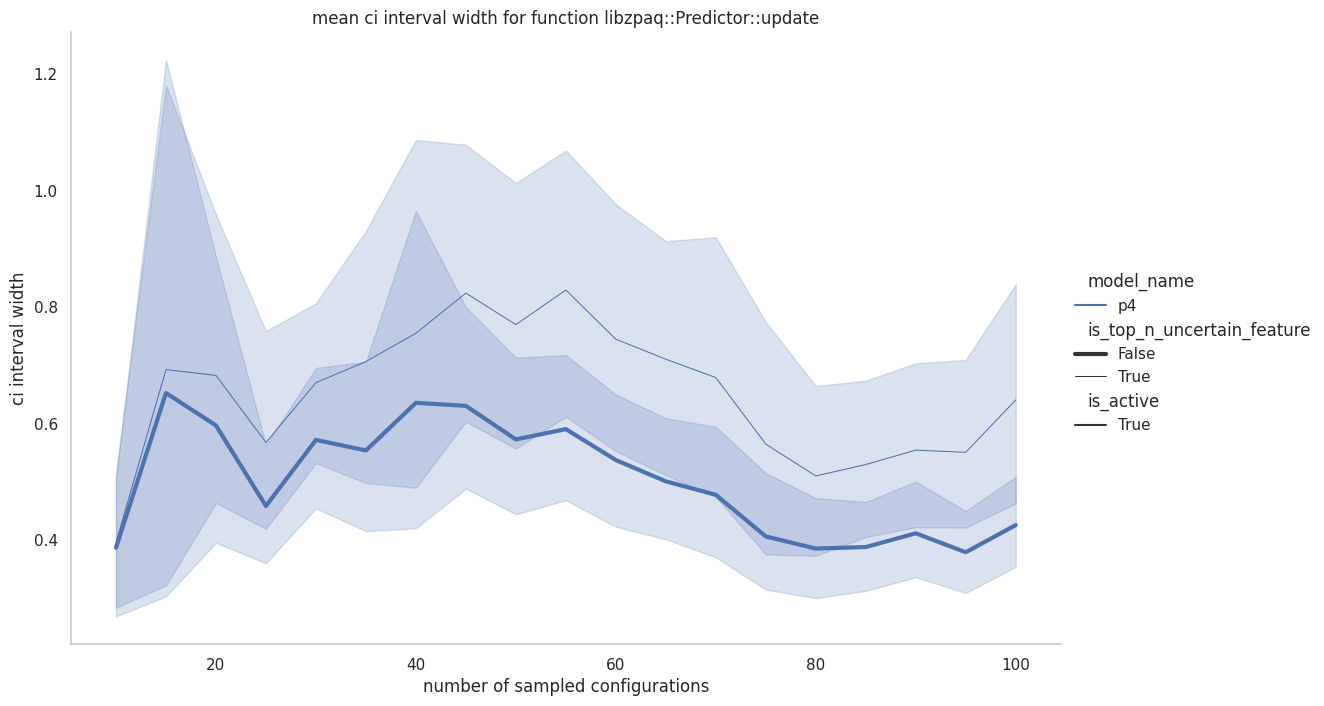 mean ci interval width for function libzpaq::Predictor::update
1.2
1.0
0.8
0.6
0.4
ci interval width
20
40
60
80
100
number of sampled configurations
model_name
p4
is_top_n_uncertain_feature
False
True
is_active
True